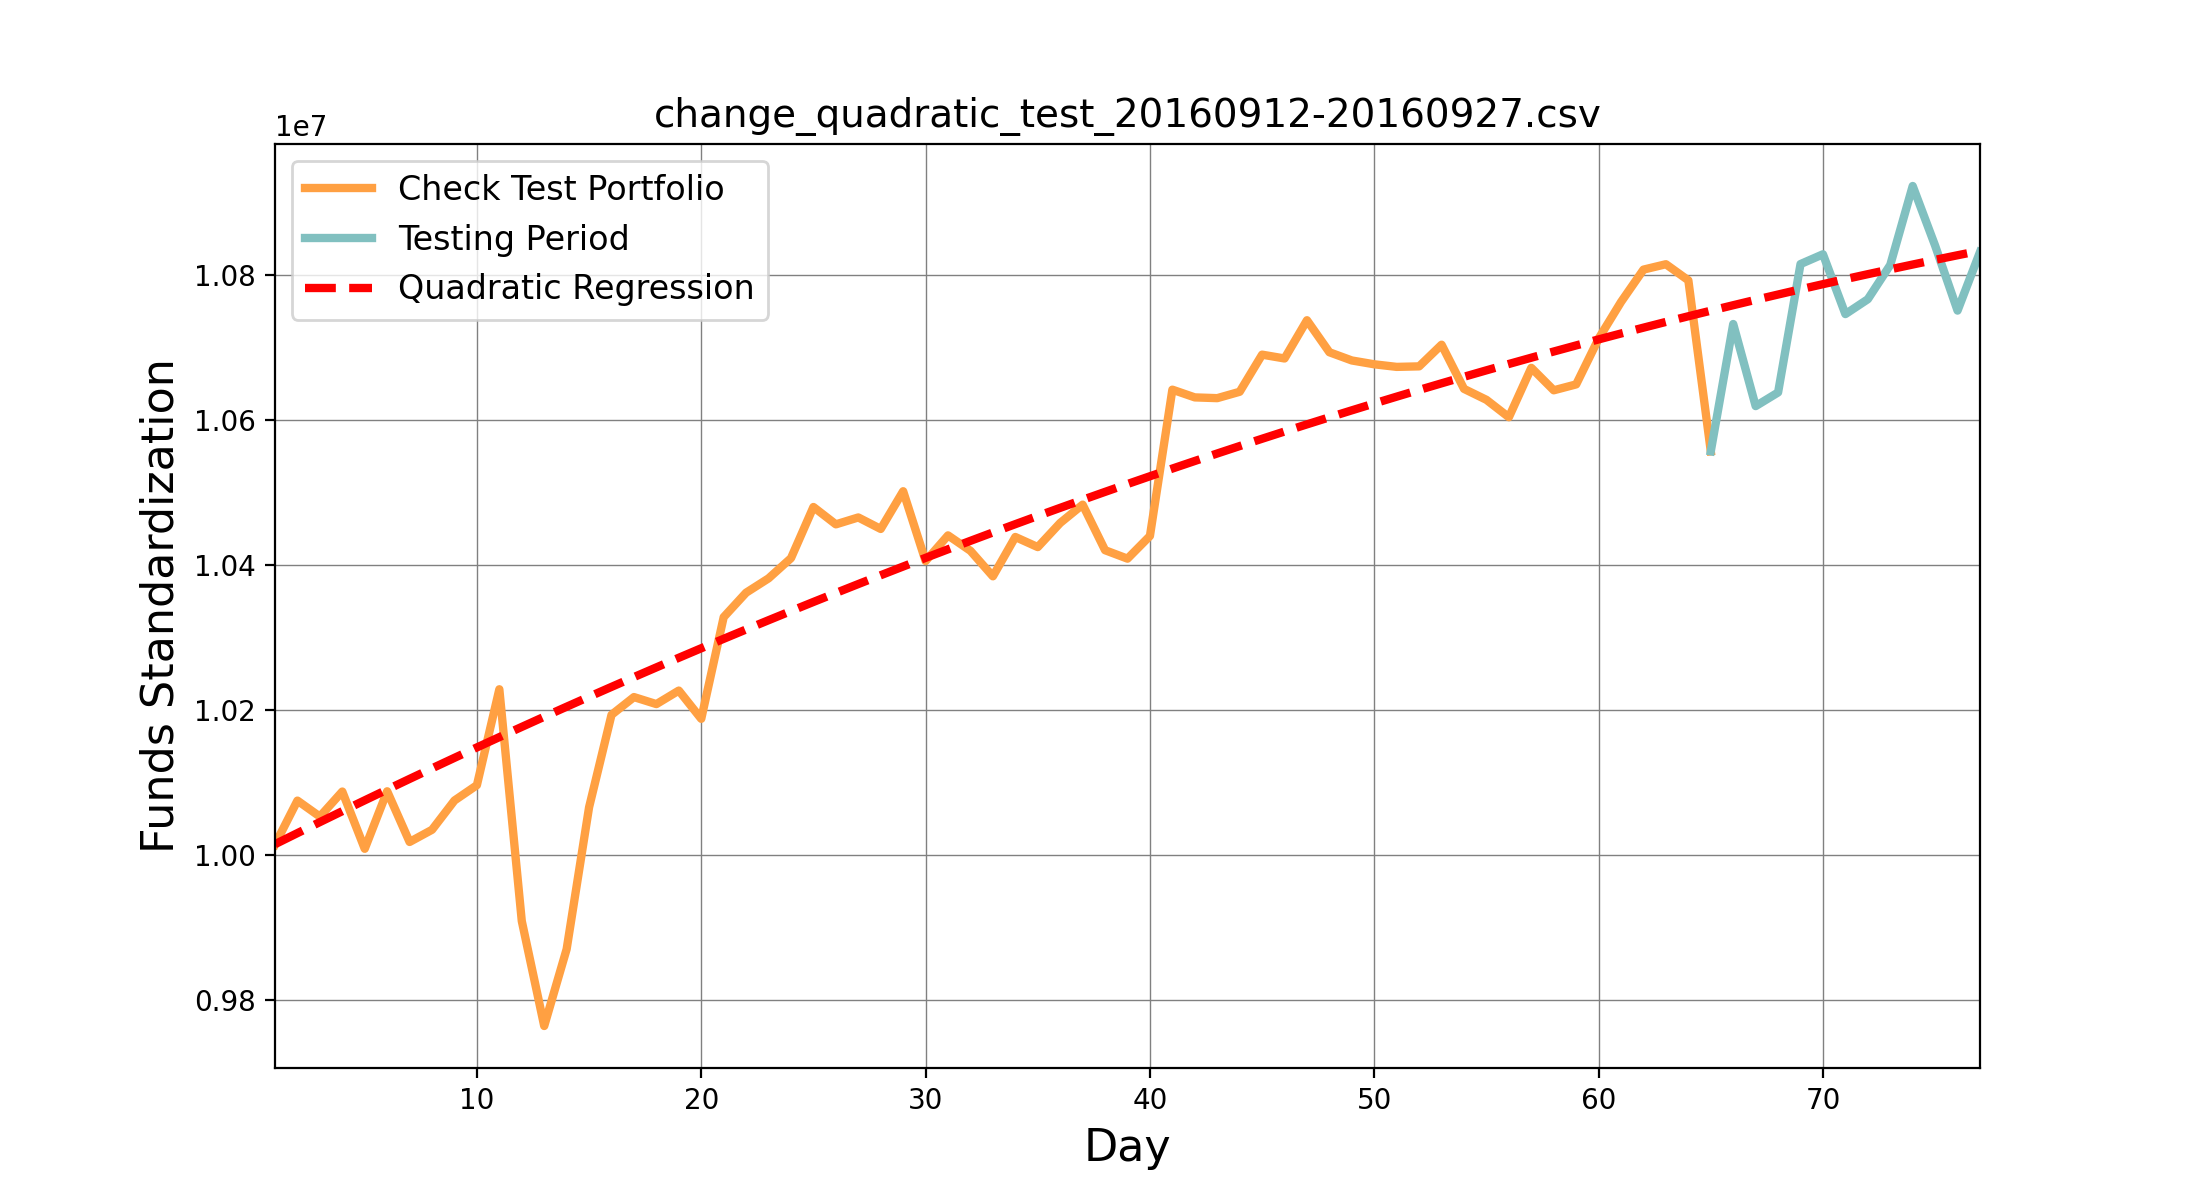 change_quadratic_test_20160912-20160927.csv
1e7
Check Test Portfolio
Testing Period
Quadratic Regression
1.08
1.06
1.04
1.02
1.00
0.98
Funds Standardization
10 20 30 40 50 60 70
Day